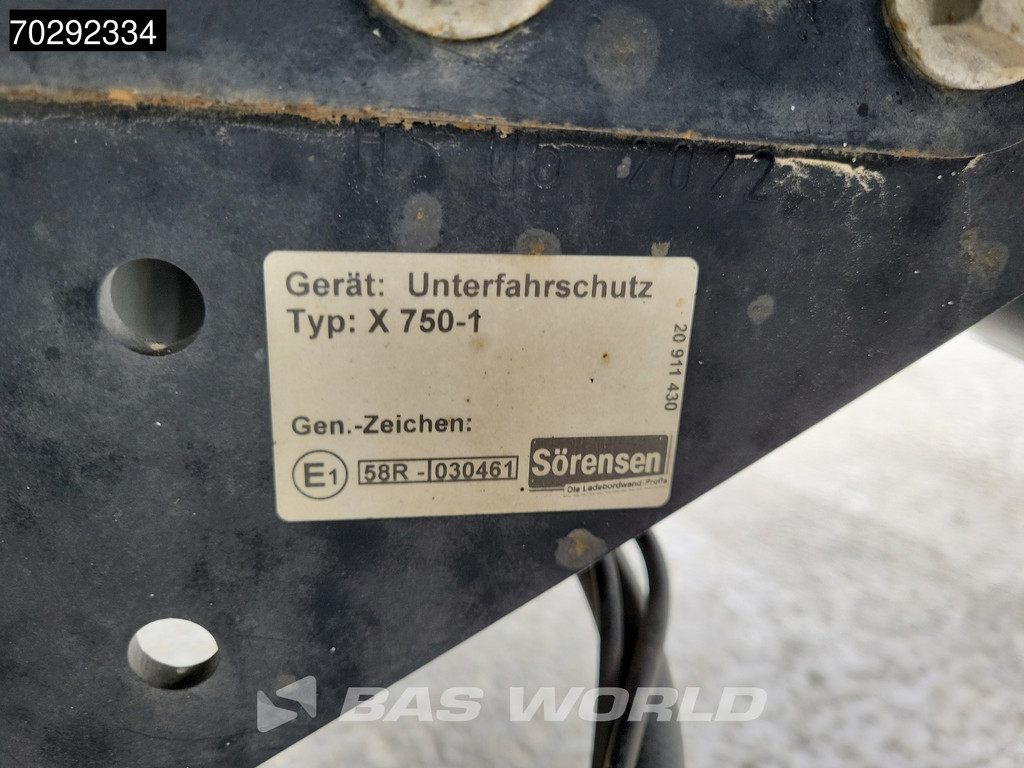 70292334
HS 05 2022
Gerät: Unterfahrschutz
Typ: X 750-1
20 911 430
Gen.-Zeichen:
E1 58R - 030461
Sörensen
Die Ladebordwand-Profis
BAS WORLD